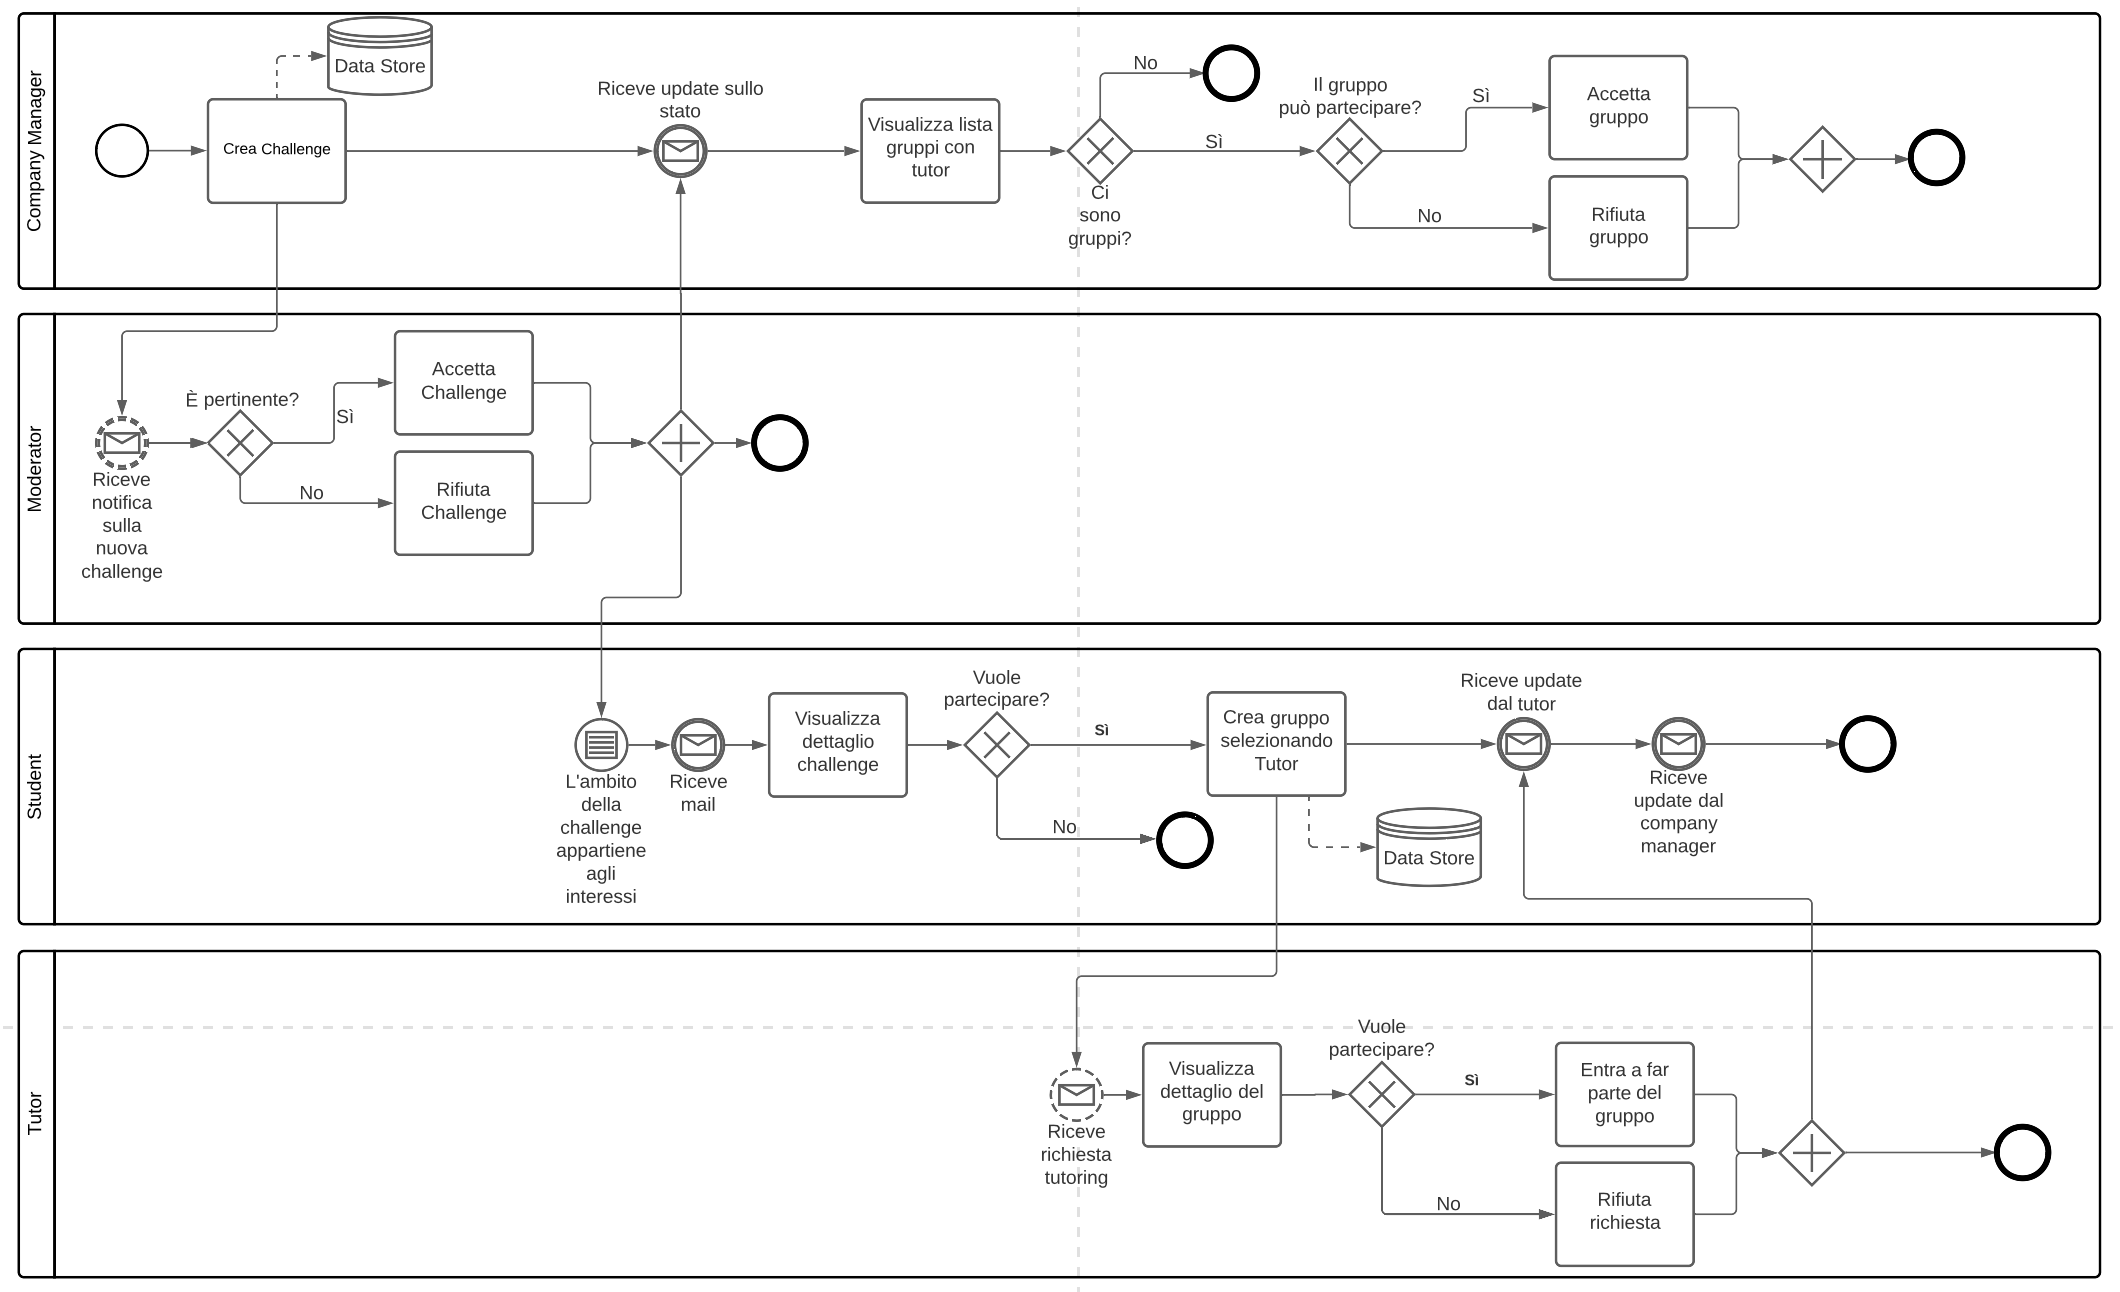 Company Manager
Data Store
Crea Challenge
Riceve update sullo
stato
Visualizza lista
gruppi con
tutor
No
Ci
sono
gruppi?
Sì
Il gruppo
può partecipare?
Sì
No
Accetta
gruppo
Rifiuta
gruppo
Moderator
Riceve
notifica
sulla
nuova
challenge
È pertinente?
Sì
No
Accetta
Challenge
Rifiuta
Challenge
Student
L'ambito
della
challenge
appartiene
agli
interessi
Riceve
mail
Visualizza
dettaglio
challenge
Vuole
partecipare?
Sì
No
Crea gruppo
selezionando
Tutor
Data Store
Riceve update
dal tutor
Riceve
update dal
company
manager
Tutor
Riceve
richiesta
tutoring
Visualizza
dettaglio del
gruppo
Vuole
partecipare?
Sì
No
Entra a far
parte del
gruppo
Rifiuta
richiesta